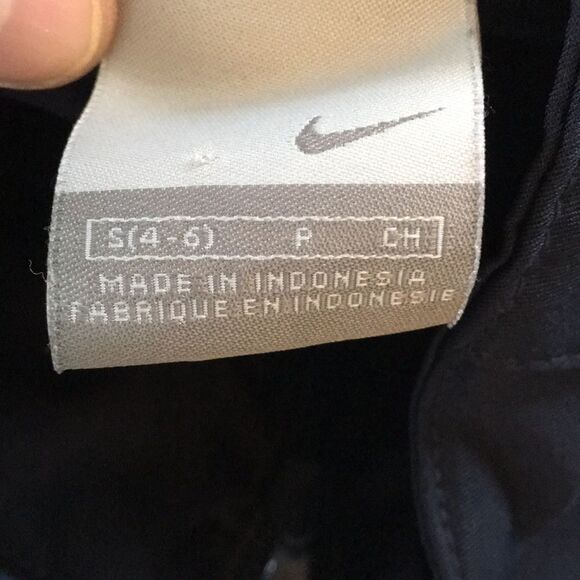 S(4-6) P CH
MADE IN INDONESIA
FABRIQUE EN INDONESIE